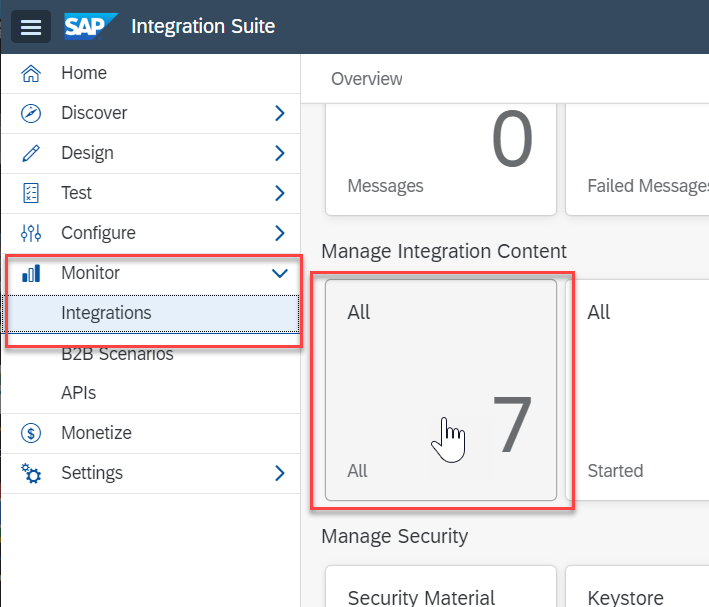 SAP Integration Suite
Home
Discover
Design
Test
Configure
Monitor
Integrations
B2B Scenarios
APIs
$ Monetize
Settings
Overview
0
Messages
Failed Messages
Manage Integration Content
All
7
All
All
Started
Manage Security
Security Material
Keystore